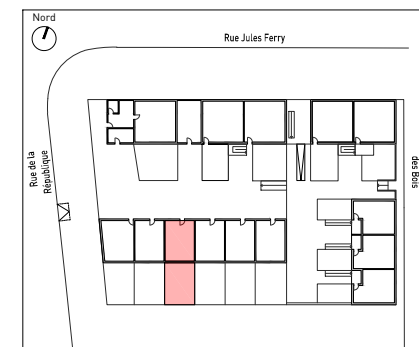 Nord
Rue Jules Ferry
Rue de la
République
des Bois